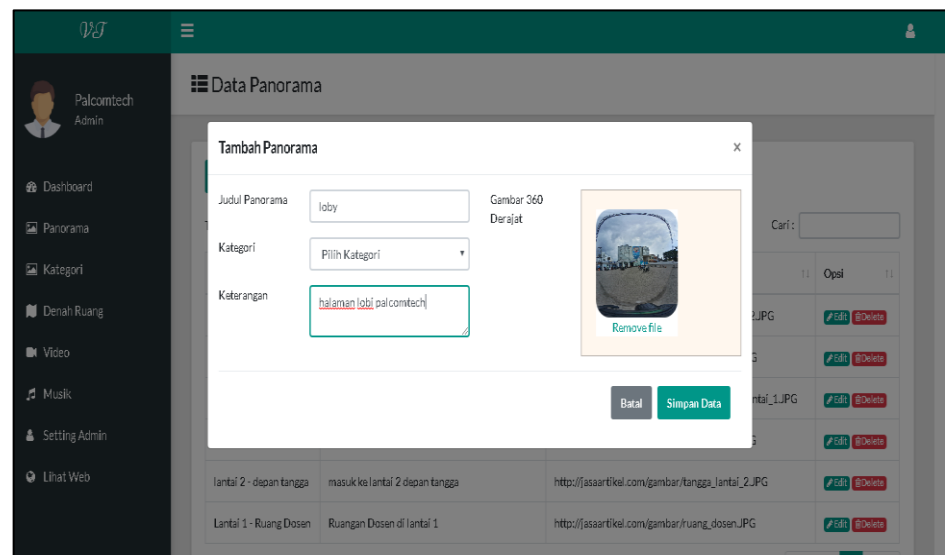 VT
Palcomtech
Admin
Dashboard
Panorama
Kategori
Denah Ruang
Video
Musik
Setting Admin
Lihat Web
Data Panorama
Tambah Panorama
x
Judul Panorama
loby
Gambar 360
Derajat
Kategori
Pilih Kategori
Keterangan
halaman lobi palcomtech
Remove file
Batal
Simpan Data
Cari :
Opsi
Edit Delete
Edit Delete
ntai_1.JPG Edit Delete
Edit Delete
lantai 2 - depan tangga masuk ke lantai 2 depan tangga http://jasaartikel.com/gambar/tangga_lantai_2.JPG Edit Delete
Lantai 1 - Ruang Dosen Ruangan Dosen di lantai 1 http://jasaartikel.com/gambar/ruang_dosen.JPG Edit Delete